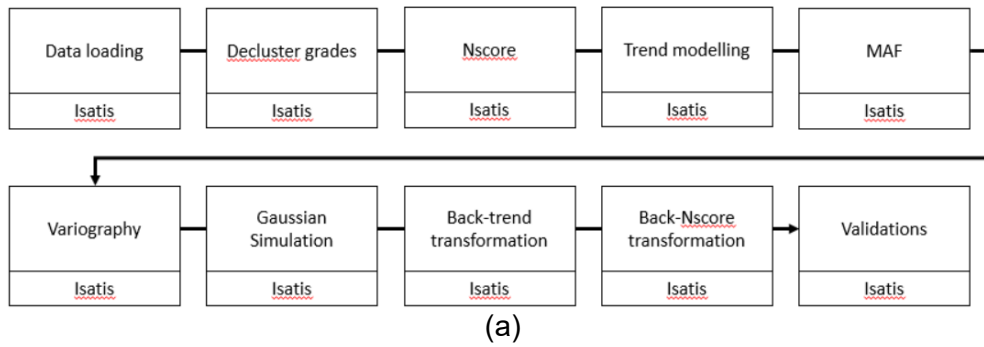 Data loading
Decluster grades
Nscore
Trend modelling
MAF
Isatis
Isatis
Isatis
Isatis
Isatis
Variography
Gaussian
Simulation
Back-trend
transformation
Back-Nscore
transformation
Validations
Isatis
Isatis
Isatis
Isatis
Isatis
(a)